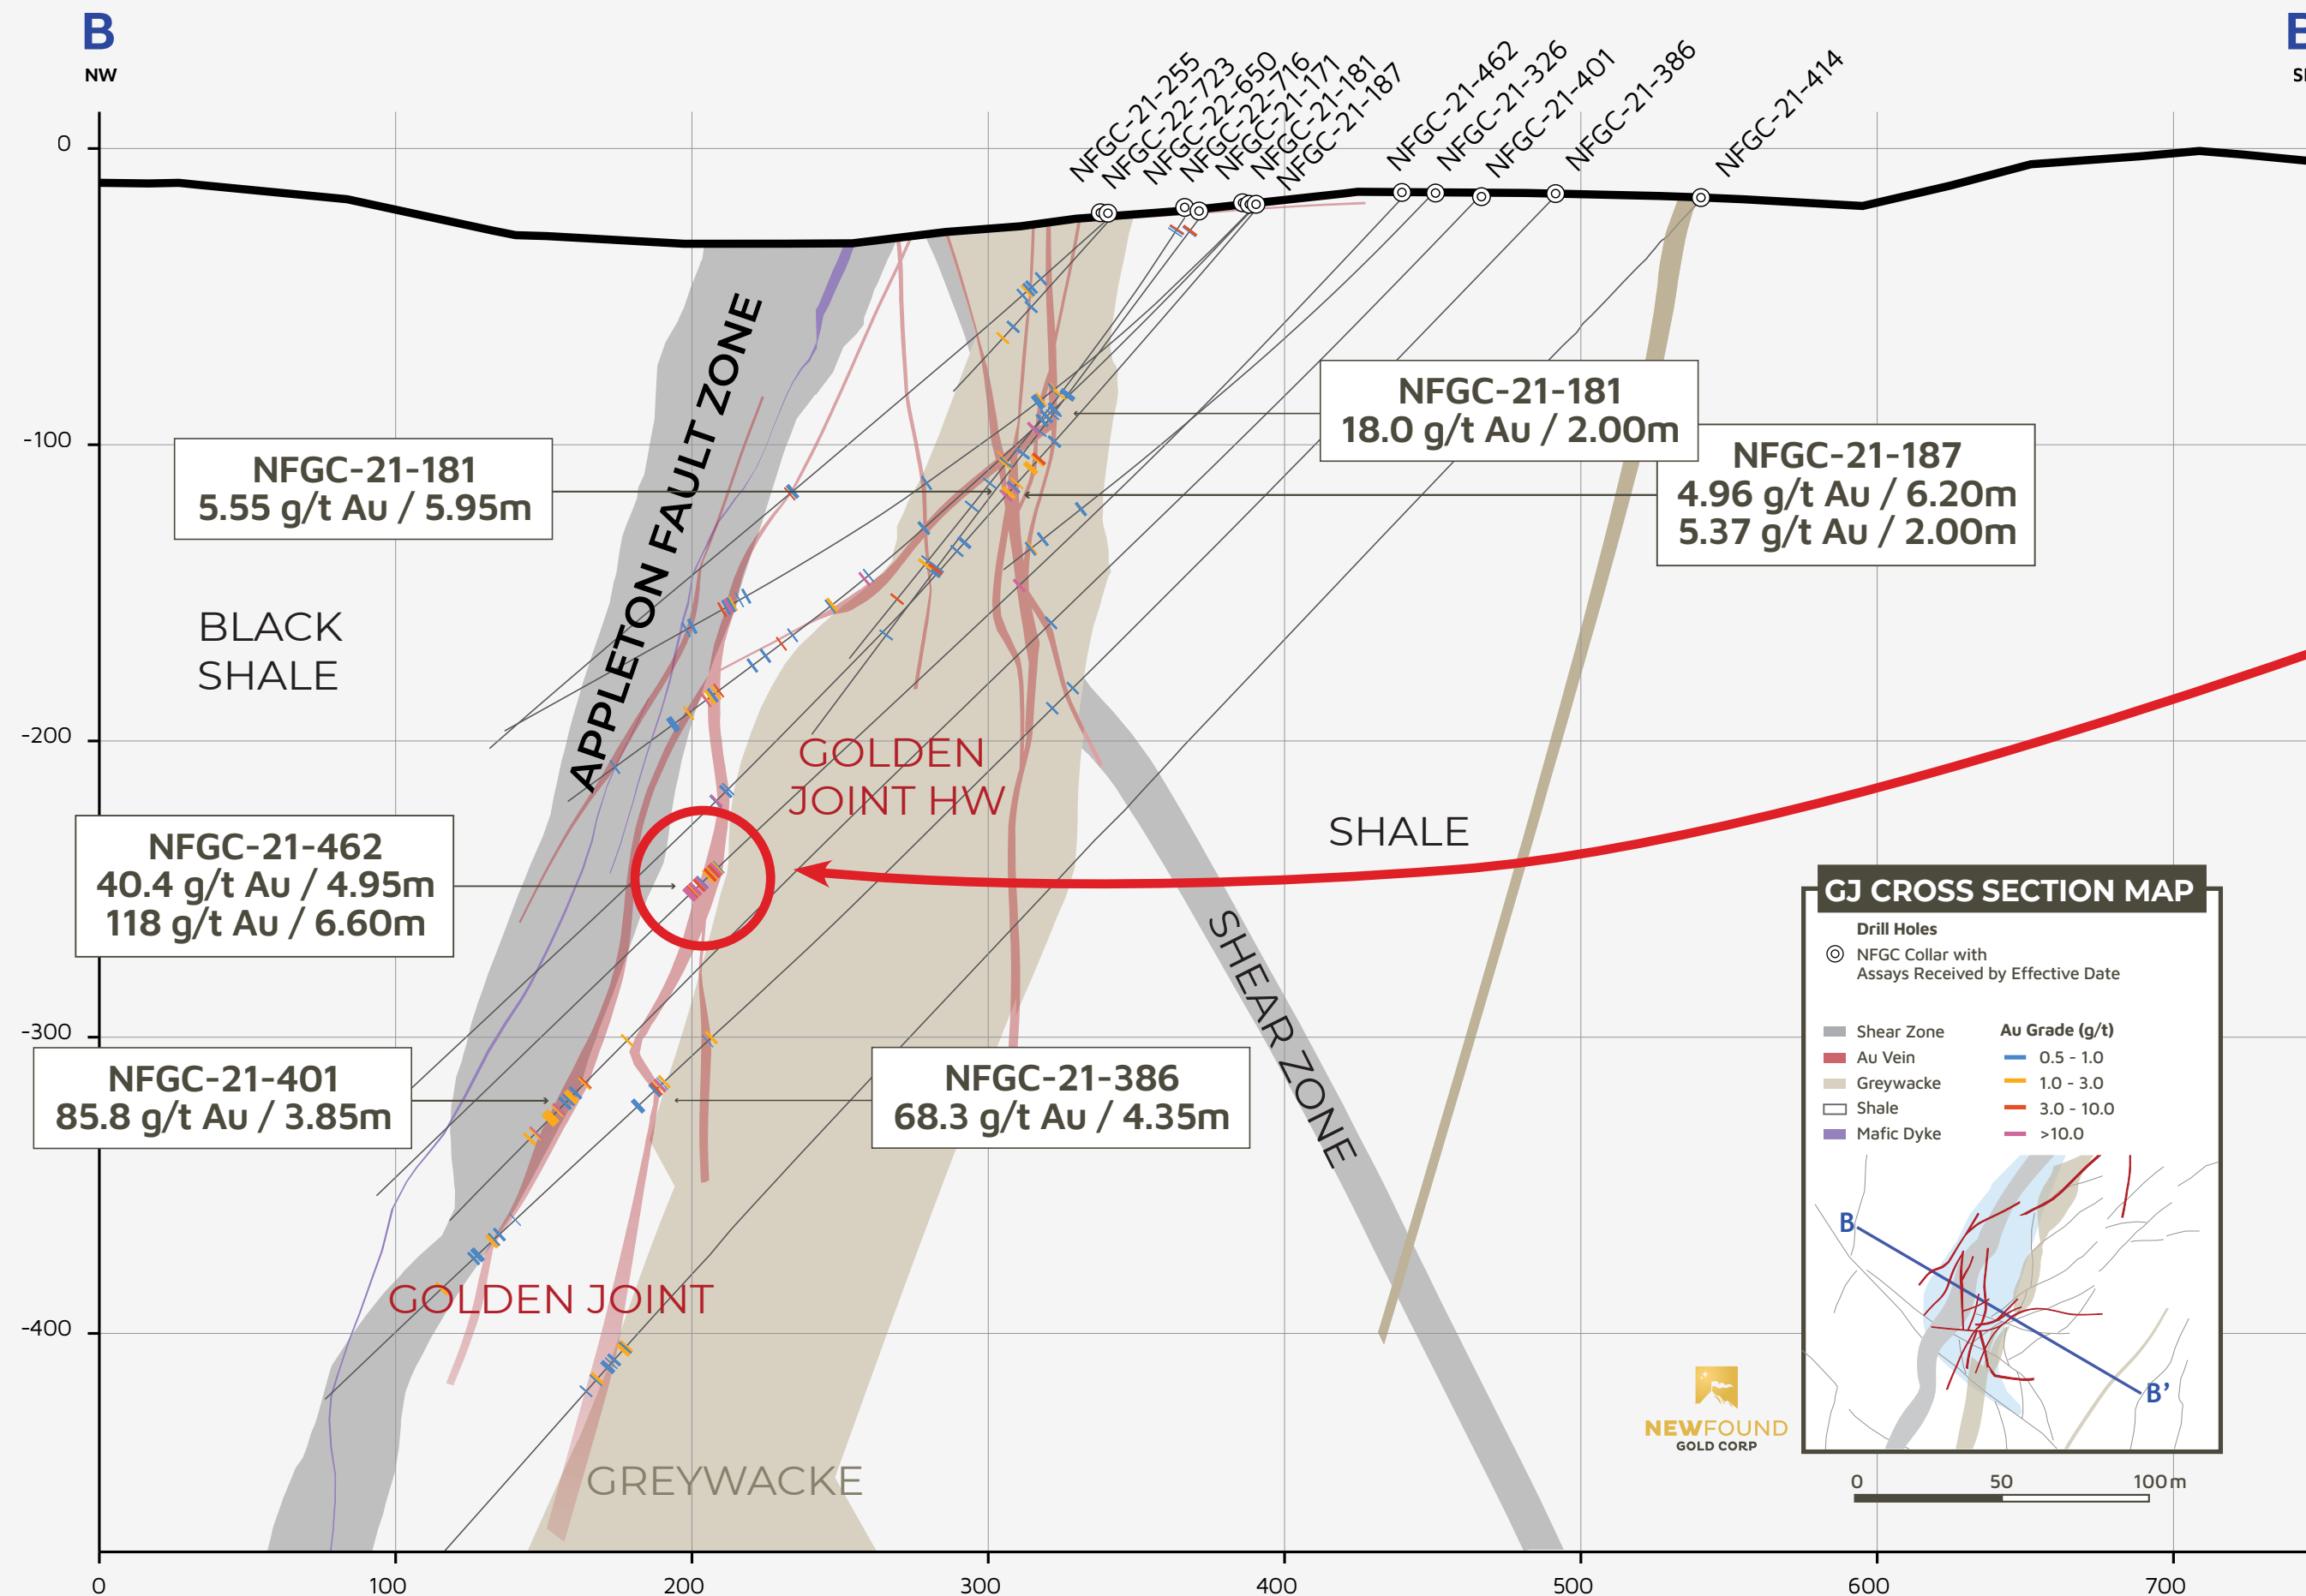 B
NW
NFGC-21-255
NFGC-22-723
NFGC-22-650
NFGC-22-716
NFGC-21-171
NFGC-21-181
NFGC-21-187
NFGC-21-462
NFGC-21-326
NFGC-21-401
NFGC-21-386
NFGC-21-414
0
-100
-200
-300
-400
APPLETON FAULT ZONE
NFGC-21-181
18.0 g/t Au / 2.00m
NFGC-21-181
5.55 g/t Au / 5.95m
NFGC-21-187
4.96 g/t Au / 6.20m
5.37 g/t Au / 2.00m
BLACK
SHALE
GOLDEN
JOINT HW
SHALE
NFGC-21-462
40.4 g/t Au / 4.95m
118 g/t Au / 6.60m
SHEAR ZONE
NFGC-21-401
85.8 g/t Au / 3.85m
NFGC-21-386
68.3 g/t Au / 4.35m
GOLDEN JOINT
GREYWACKE
GJ CROSS SECTION MAP
Drill Holes
NFGC Collar with
Assays Received by Effective Date
Shear Zone
Au Vein
Greywacke
Shale
Mafic Dyke
Au Grade (g/t)
0.5 - 1.0
1.0 - 3.0
3.0 - 10.0
>10.0
B
B'
NEWFOUND
GOLD CORP
0 50 100m
0 100 200 300 400 500 600 700